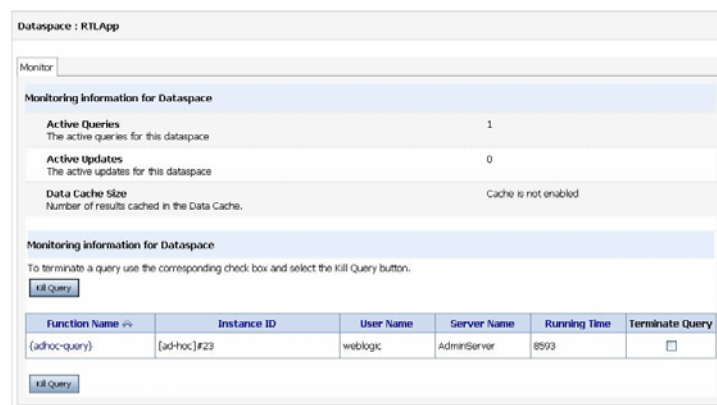 Dataspace : RTLApp
Monitor
Monitoring information for Dataspace
Active Queries 1
The active queries for this dataspace
Active Updates 0
The active updates for this dataspace
Data Cache Size Cache is not enabled
Number of results cached in the Data Cache.
Monitoring information for Dataspace
To terminate a query use the corresponding check box and select the Kill Query button.
Kill Query
Function Name Instance ID User Name Server Name Running Time Terminate Query
{adhoc-query} [ad-hoc]#23 weblogic AdminServer 8593
Kill Query